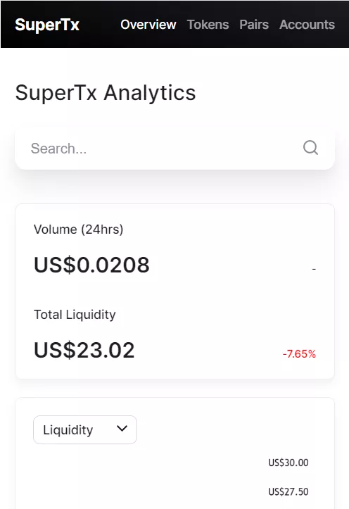 SuperTx Overview Tokens Pairs Accounts
SuperTx Analytics
Search...
Volume (24hrs)
US$0.0208 -
Total Liquidity
US$23.02 -7.65%
Liquidity
US$30.00
US$27.50